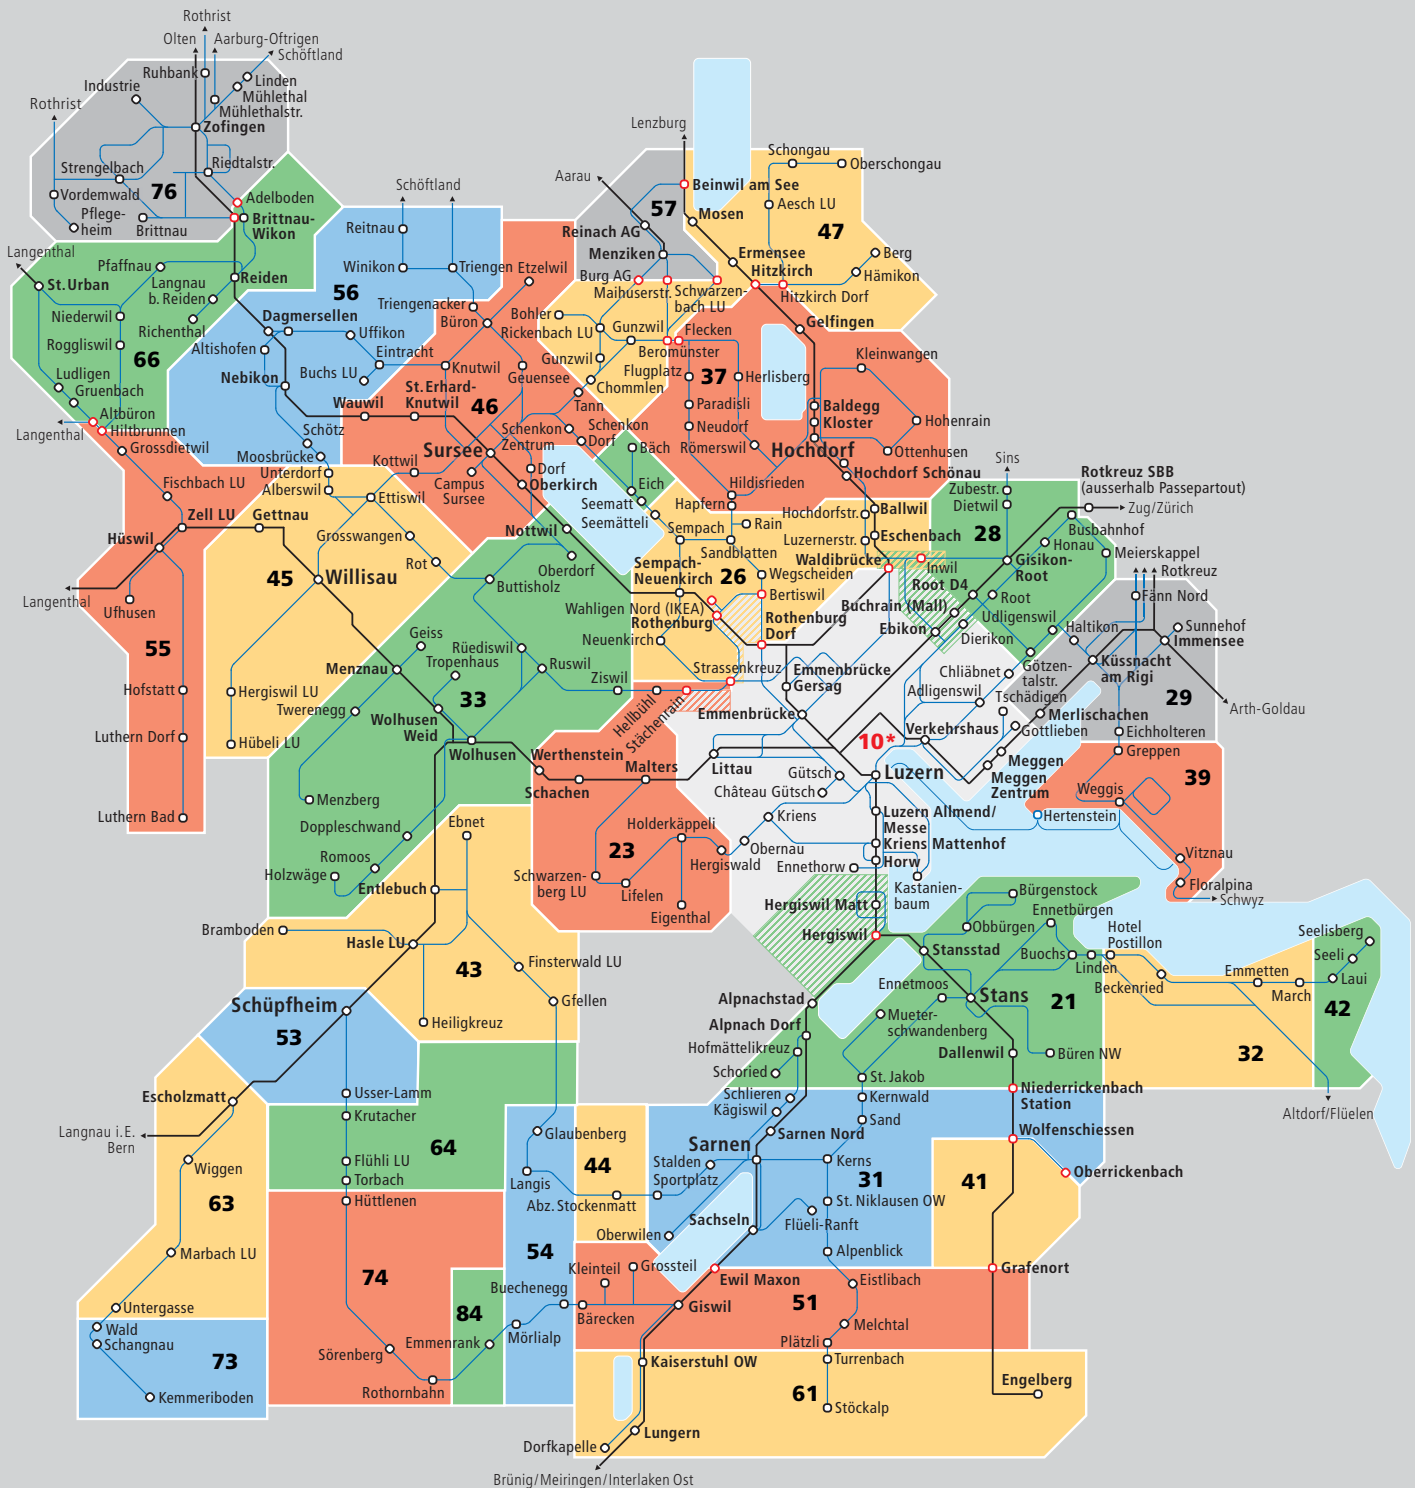 Rothrist
Olten
Aarburg-Oftrigen
Schöftland
Ruhbank
Linden
Industrie
Mühlethal
Mühlethalstr.
Rothrist
Zofingen
Strengelbach
Riedtalstr.
Vordemwald
76
Pflege-
heim
Brittnau
Adelboden
Brittnau-
Wikon
Langenthal
St.Urban
Pfaffnau
Reiden
Langnau
b. Reiden
Niederwil
Richenthal
Roggliswil
66
Ludligen
Gruenbach
Altbüron
Hiltbrunnen
Langenthal
Grossdietwil
Schöftland
Reitnau
Winikon
Triengen
56
Dagmersellen
Uffikon
Altishofen
Eintracht
Nebikon
Buchs LU
Wauwil
Schötz
Moosbrücke
Etzelwil
Triengenacker
Büron
Knutwil
Geuensee
St.Erhard-
Knutwil
46
Sursee
Schenkon
Zentrum
Tann
Schenkon
Dorf
Dorf
Oberkirch
Campus
Sursee
Kottwil
Nottwil
Lenzburg
Aarau
57
Beinwil am See
Reinach AG
Menziken
Burg AG
Maihuserstr.
Schwarzen-
bach LU
Schongau
Oberschongau
Aesch LU
Mosen
47
Ermensee
Hitzkirch
Berg
Hämikon
Hitzkirch Dorf
Gelfingen
Bohler
Rickenbach LU
Gunzwil
Flecken
Beromünster
Gunzwil
Chommlen
Flugplatz
37
Herlisberg
Paradisli
Neudorf
Römerswil
Kleinwangen
Baldegg
Kloster
Hohenrain
Hochdorf
Ottenhusen
Hochdorf Schönau
Hildisrieden
Bäch
Eich
Seematt
Seemätteli
Hapfern
Rain
Sempach
Sandblatten
Hochdorfstr.
Ballwil
Luzernerstr.
Eschenbach
Waldibrücke
Inwil
Sempach-
Neuenkirch
26
Wegscheiden
Bertiswil
Wahligen Nord (IKEA)
Rothenburg
Rothenburg
Dorf
Neuenkirch
Strassenkreuz
Sins
Zubestr.
Dietwil
28
Rotkreuz SBB
(ausserhalb Passepartout)
Zug/Zürich
Busbahnhof
Honau
Meierskappel
Gisikon-
Root
Rotkreuz
Root D4
Root
Buchrain (Mall)
Udligenswil
Ebikon
Dierikon
Fänn Nord
Haltikon
Sunnehof
Immensee
Küssnacht
am Rigi
29
Chliäbnet
Götzen-
talstr.
Adligenswil
Tschädigen
Merlischachen
Arth-Goldau
Gottlieben
Eichholteren
Verkehrshaus
Meggen
Meggen
Zentrum
Greppen
39
Weggis
Hertenstein
Vitznau
Floralpina
Schwyz
Fischbach LU
Zell LU
Gettnau
Hüswil
Langenthal
Ufhusen
55
Hofstatt
Luthern Dorf
Luthern Bad
Unterdorf
Alberswil
Ettiswil
Grosswangen
Rot
45
Willisau
Hergiswil LU
Hübeli LU
Oberdorf
Buttisholz
Geiss
Tropenhaus
Rüediswil
Menznau
Ruswil
Ziswil
Twerenegg
33
Wolhusen
Weid
Wolhusen
Menzberg
Doppleschwand
Romoos
Holzwäge
Hellbühl
Stächenrain
Werthenstein
Malters
Schachen
Holderkäppeli
23
Hergiswald
Schwarzen-
berg LU
Lifelen
Eigenthal
Emmenbrücke
Gersag
Emmenbrücke
Littau
10*
Luzern
Gütsch
Château Gütsch
Kriens
Luzern Allmend/
Messe
Obernau
Kriens Mattenhof
Horw
Ennethorw
Kastanien-
baum
Hergiswil Matt
Hergiswil
Ebnet
Entlebuch
Bramboden
Hasle LU
43
Finsterwald LU
Gfellen
Heiligkreuz
Schüpfheim
53
Usser-Lamm
Krutacher
64
Flühli LU
Torbach
Hüttlenen
Escholzmatt
Langnau i.E.
Bern
Wiggen
63
Marbach LU
Untergasse
Wald
Schangnau
73
Kemmeriboden
74
Sörenberg
Rothornbahn
84
Emmenrank
Glaubenberg
Langis
54
Buechenegg
Mörlialp
44
Abz. Stockenmatt
Bürgenstock
Obbürgen
Ennetbürgen
Hotel
Postillon
Stansstad
Buochs
Linden
Beckenried
Ennetmoos
Stans
21
Mueter-
schwandenberg
Dallenwil
Büren NW
St. Jakob
Niederrickenbach
Station
Seelisberg
Seeli
Emmetten
Laui
March
42
32
Altdorf/Flüelen
Alpnachstad
Alpnach Dorf
Hofmättelikreuz
Schoried
Schlieren
Kägiswil
Kernwald
Sand
Sarnen
Sarnen Nord
Stalden
Sportplatz
Kerns
31
St. Niklausen OW
Sachseln
Flüeli-Ranft
Oberwilen
Alpenblick
Wolfenschiessen
Oberrickenbach
41
Grafenort
Kleinteil
Grossteil
Ewil Maxon
Giswil
Bärecken
51
Eistlibach
Melchtal
Plätzli
Turrenbach
Kaiserstuhl OW
61
Stöckalp
Engelberg
Lungern
Dorfkapelle
Brünig/Meiringen/Interlaken Ost